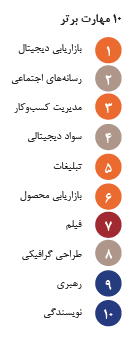 ۱۰ مهارت برتر
۱ بازاریابی دیجیتال
۲ رسانه‌های اجتماعی
۳ مدیریت کسب‌وکار
۴ سواد دیجیتالی
۵ تبلیغات
۶ بازاریابی محصول
۷ فیلم
۸ طراحی گرافیکی
۹ رهبری
۱۰ نویسندگی